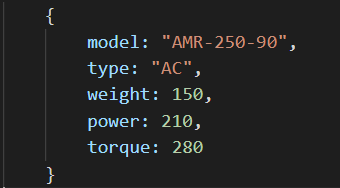 {
model: "AMR-250-90",
type: "AC",
weight: 150,
power: 210,
torque: 280
}